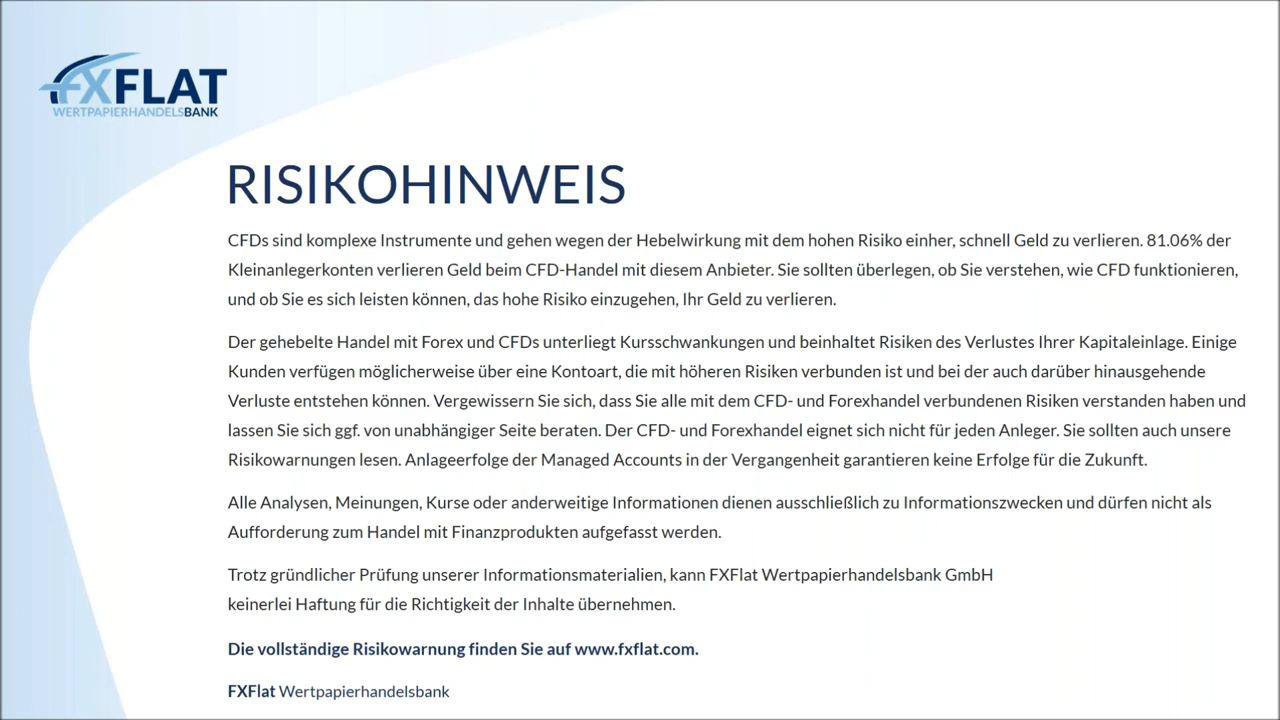 FXFLAT
WERTPAPIERHANDELSBANK
RISIKOHINWEIS
CFDs sind komplexe Instrumente und gehen wegen der Hebelwirkung mit dem hohen Risiko einher, schnell Geld zu verlieren. 81.06% der
Kleinanlegerkonten verlieren Geld beim CFD-Handel mit diesem Anbieter. Sie sollten überlegen, ob Sie verstehen, wie CFD funktionieren,
und ob Sie es sich leisten können, das hohe Risiko einzugehen, Ihr Geld zu verlieren.
Der gehebelte Handel mit Forex und CFDs unterliegt Kursschwankungen und beinhaltet Risiken des Verlustes Ihrer Kapitaleinlage. Einige
Kunden verfügen möglicherweise über eine Kontoart, die mit höheren Risiken verbunden ist und bei der auch darüber hinausgehende
Verluste entstehen können. Vergewissern Sie sich, dass Sie alle mit dem CFD- und Forexhandel verbundenen Risiken verstanden haben und
lassen Sie sich ggf. von unabhängiger Seite beraten. Der CFD- und Forexhandel eignet sich nicht für jeden Anleger. Sie sollten auch unsere
Risikowarnungen lesen. Anlageerfolge der Managed Accounts in der Vergangenheit garantieren keine Erfolge für die Zukunft.
Alle Analysen, Meinungen, Kurse oder anderweitige Informationen dienen ausschließlich zu Informationszwecken und dürfen nicht als
Aufforderung zum Handel mit Finanzprodukten aufgefasst werden.
Trotz gründlicher Prüfung unserer Informationsmaterialien, kann FXFlat Wertpapierhandelsbank GmbH
keinerlei Haftung für die Richtigkeit der Inhalte übernehmen.
Die vollständige Risikowarnung finden Sie auf www.fxflat.com.
FXFlat Wertpapierhandelsbank